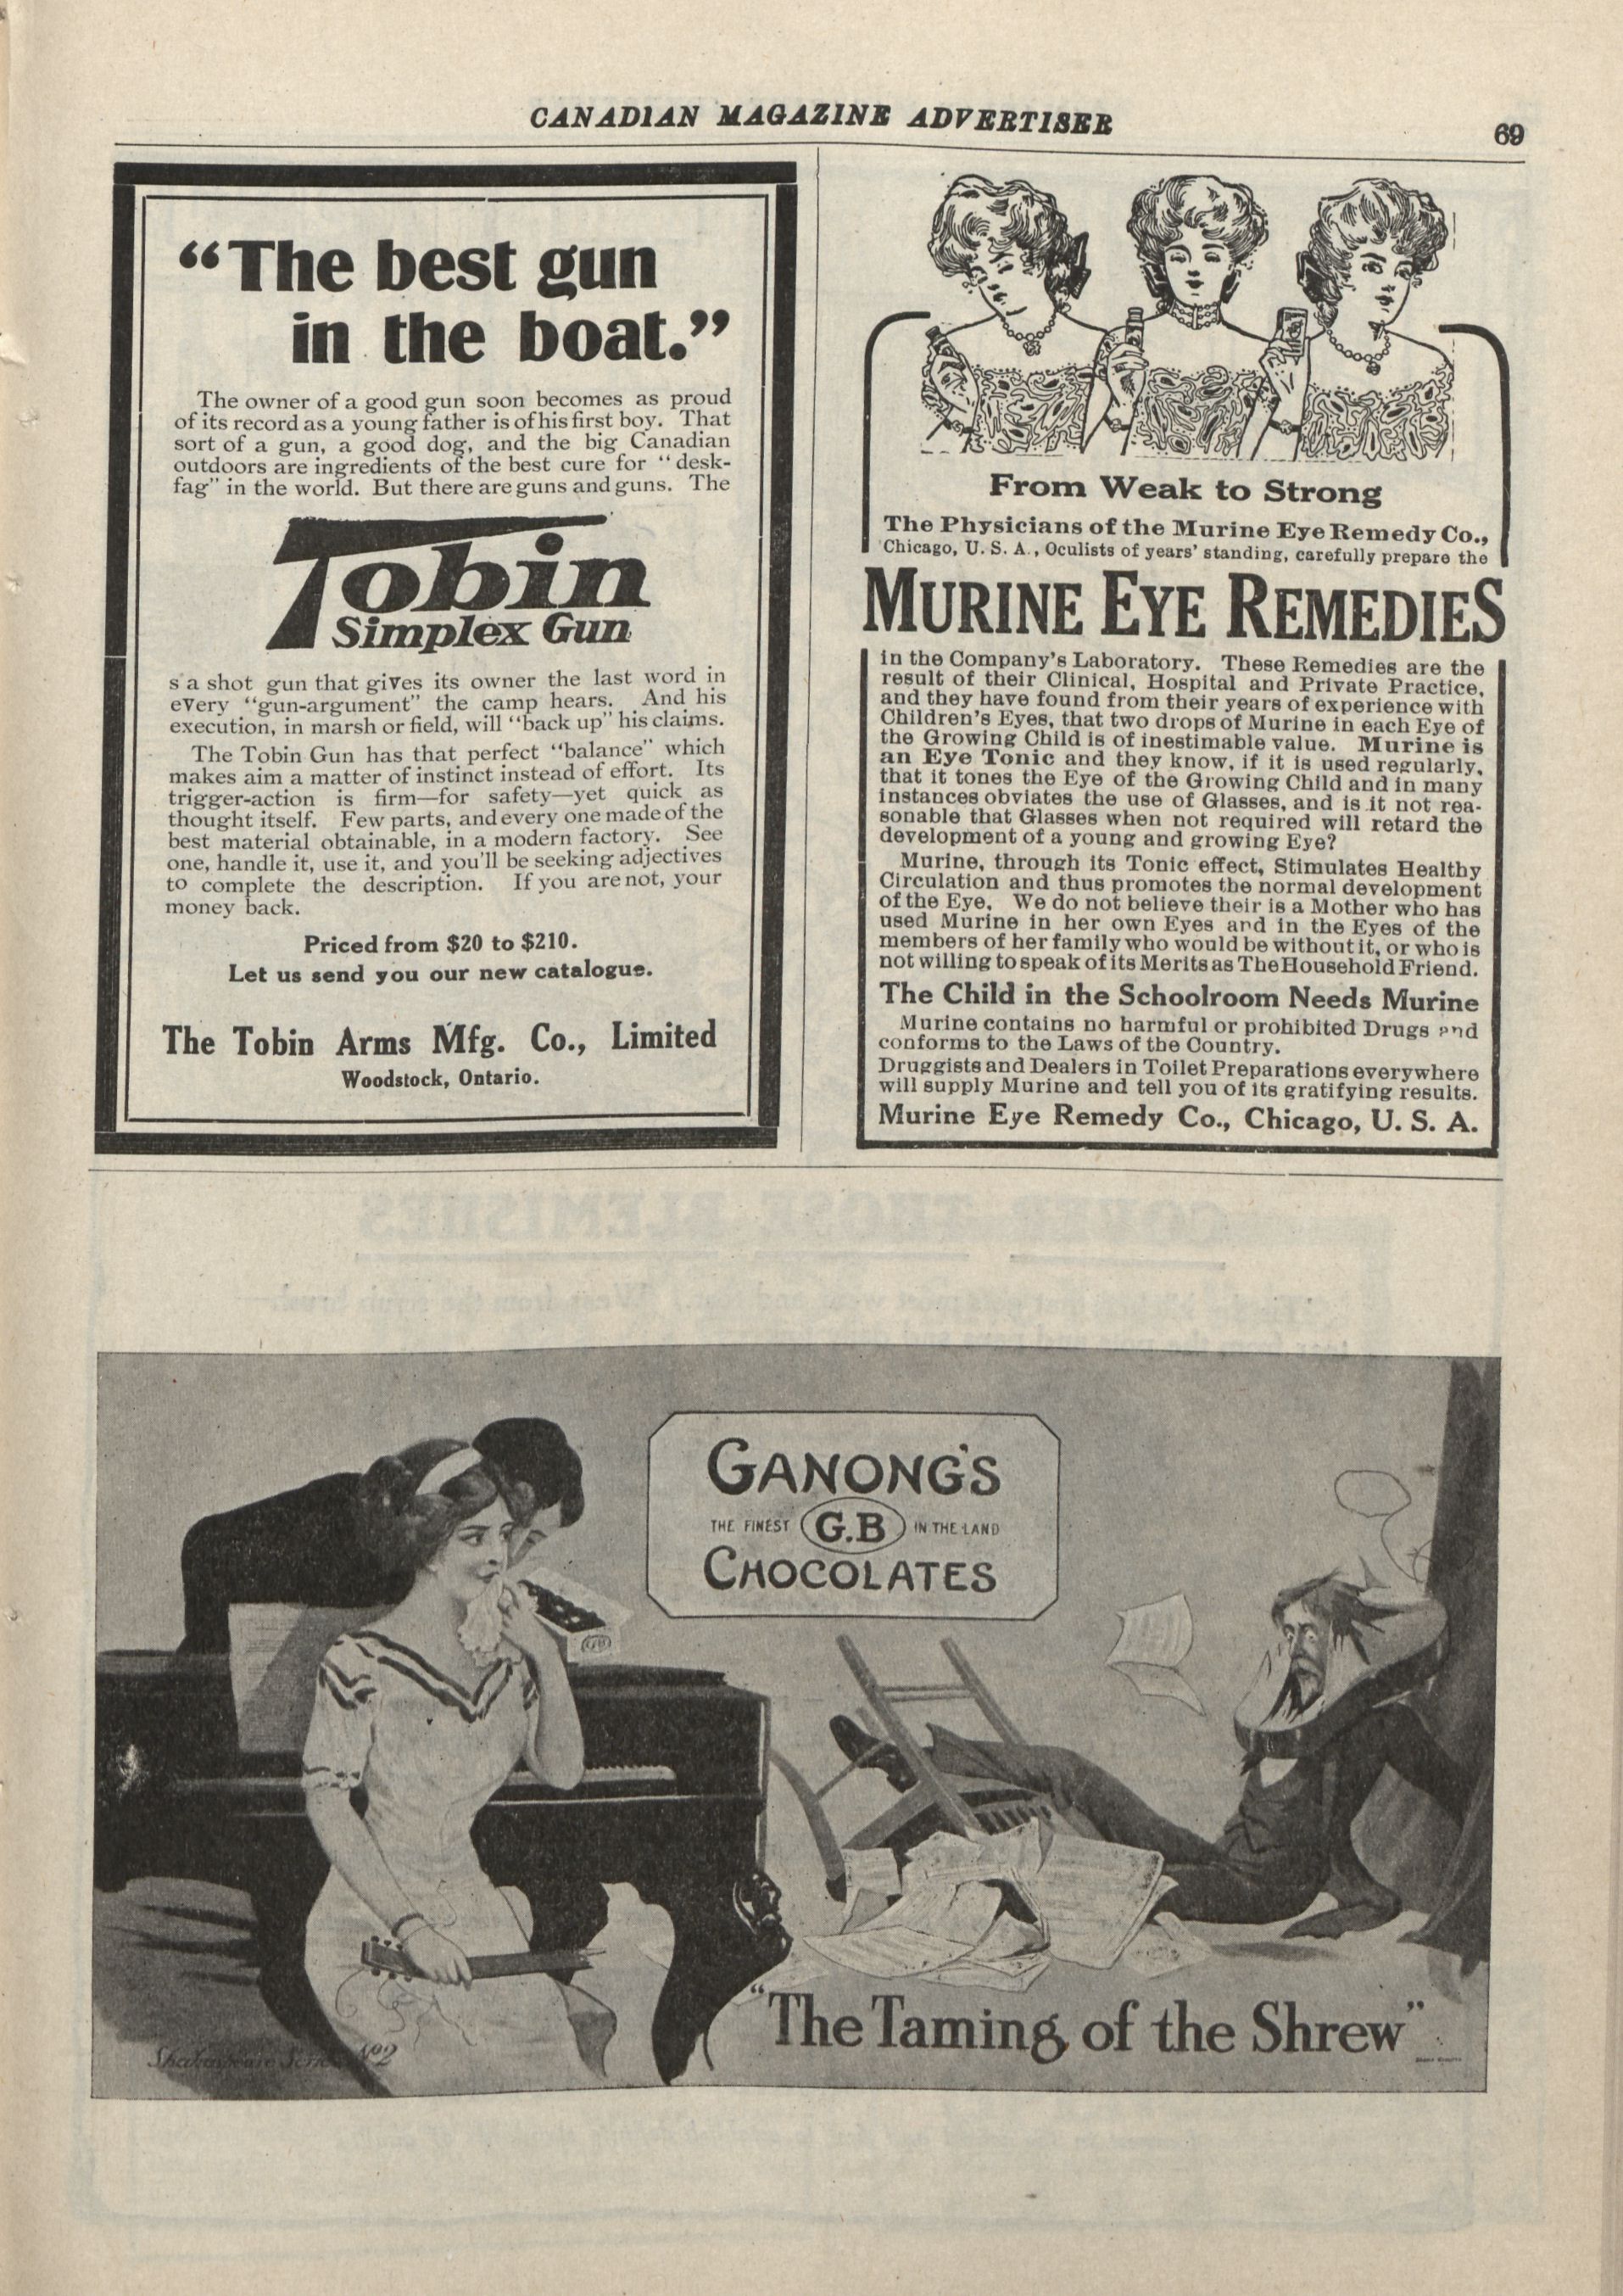 CANADIAN MAGAZINE ADVERTISER
69
“The best gun
in the boat.”
The owner of a good gun soon becomes as proud
of its record as a young father is of his first boy. That
sort of a gun, a good dog, and the big Canadian
outdoors are ingredients of the best cure for “desk-
fag” in the world. But there are guns and guns. The
Tobin
Simplex Gun
s a shot gun that gives its owner the last word in
every “gun-argument” the camp hears. And his
execution, in marsh or field, will “back up” his claims.
The Tobin Gun has that perfect “balance” which
makes aim a matter of instinct instead of effort. Its
trigger-action is firm—for safety—yet quick as
thought itself. Few parts, and every one made of the
best material obtainable, in a modern factory. See
one, handle it, use it, and you'll be seeking adjectives
to complete the description. If you are not, your
money back.
Priced from $20 to $210.
Let us send you our new catalogue.
The Tobin Arms Mfg. Co., Limited
Woodstock, Ontario.
From Weak to Strong
The Physicians of the Murine Eye Remedy Co.,
Chicago, U. S. A., Oculists of years' standing, carefully prepare the
MURINE EYE REMEDIES
in the Company's Laboratory. These Remedies are the
result of their Clinical, Hospital and Private Practice,
and they have found from their years of experience with
Children's Eyes, that two drops of Murine in each Eye of
the Growing Child is of inestimable value. Murine is
an Eye Tonic and they know, if it is used regularly,
that it tones the Eye of the Growing Child and in many
instances obviates the use of Glasses, and is it not rea-
sonable that Glasses when not required will retard the
development of a young and growing Eye?
Murine, through its Tonic effect, Stimulates Healthy
Circulation and thus promotes the normal development
of the Eye. We do not believe their is a Mother who has
used Murine in her own Eyes and in the Eyes of the
members of her family who would be without it, or who is
not willing to speak of its Merits as The Household Friend.
The Child in the Schoolroom Needs Murine
Murine contains no harmful or prohibited Drugs and
conforms to the Laws of the Country.
Druggists and Dealers in Toilet Preparations everywhere
will supply Murine and tell you of its gratifying results.
Murine Eye Remedy Co., Chicago, U. S. A.
GANONG'S
THE FINEST G.B IN THE LAND
CHOCOLATES
GB
“The Taming of the Shrew”
Shakespeare Series No 2